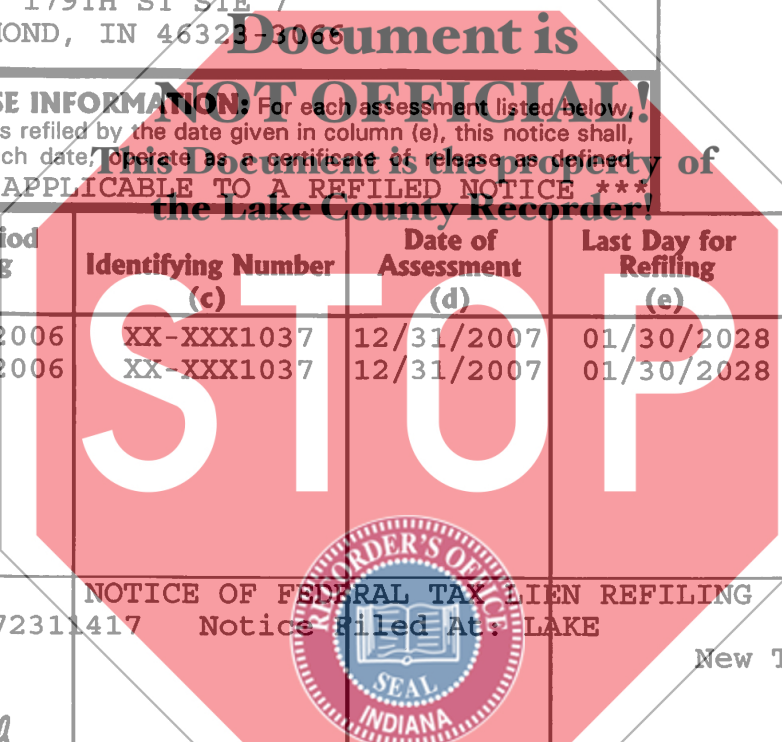 179TH ST STE 7
MOND, IN 46323-3066
Document is
NOT OFFICIAL!
SE INFORMATION: For each assessment listed below,
s refiled by the date given in column (e), this notice shall,
ch date, operate as a certificate of release as defined
This Document is the property of
APPLICABLE TO A REFILED NOTICE ***
the Lake County Recorder!
iod
g
Identifying Number
(c)
Date of
Assessment
(d)
Last Day for
Refiling
(e)
2006 XX-XXX1037 12/31/2007 01/30/2028
2006 XX-XXX1037 12/31/2007 01/30/2028
STOP
RECORDER'S OFFICE
SEAL
INDIANA
NOTICE OF FEDERAL TAX LIEN REFILING
72311417 Notice Filed At: LAKE
New T